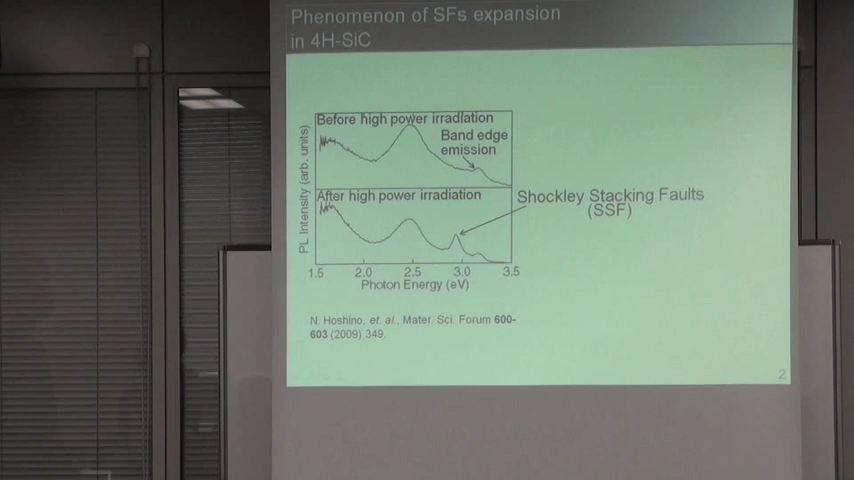 Phenomenon of SFs expansion
in 4H-SiC
Before high power irradiation
Band edge
emission
After high power irradiation
Shockley Stacking Faults
(SSF)
PL Intensity (arb. units)
1.5 2.0 2.5 3.0 3.5
Photon Energy (eV)
N. Hoshino, et. al., Mater. Sci. Forum 600-
603 (2009) 349.
2